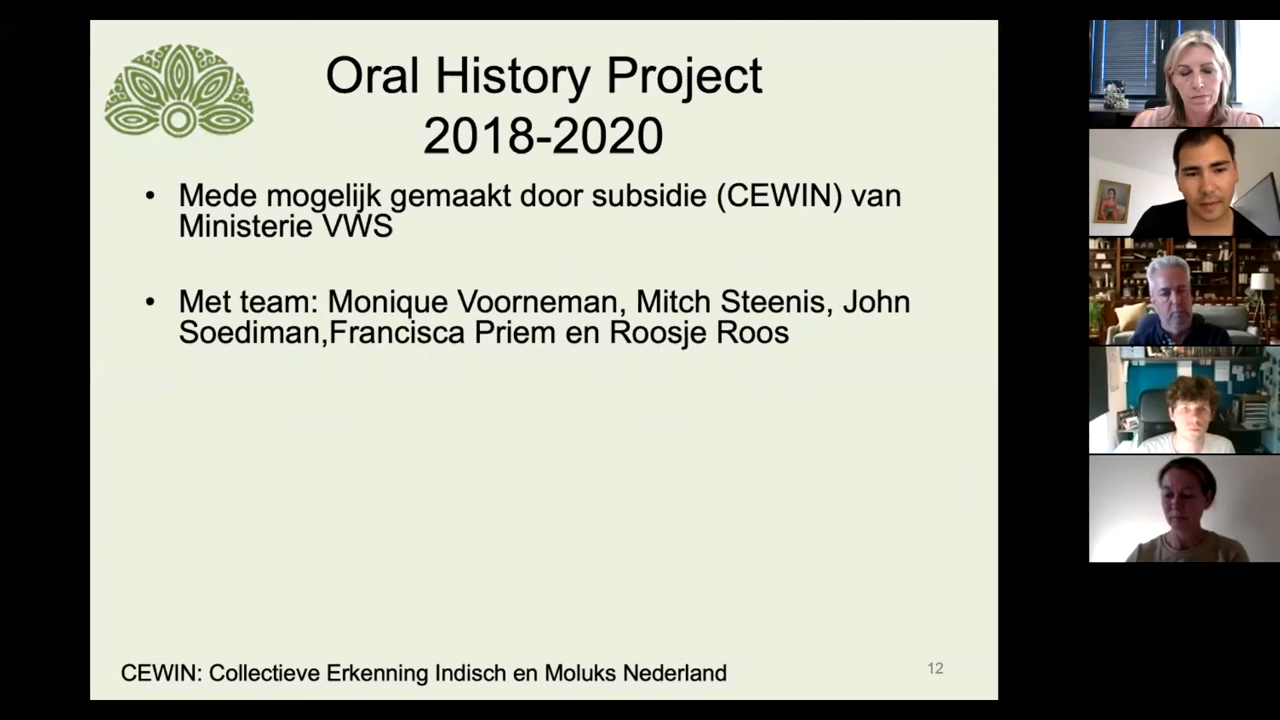 Oral History Project
2018-2020
• Mede mogelijk gemaakt door subsidie (CEWIN) van
Ministerie VWS
• Met team: Monique Voorneman, Mitch Steenis, John
Soediman,Francisca Priem en Roosje Roos
CEWIN: Collectieve Erkenning Indisch en Moluks Nederland
12